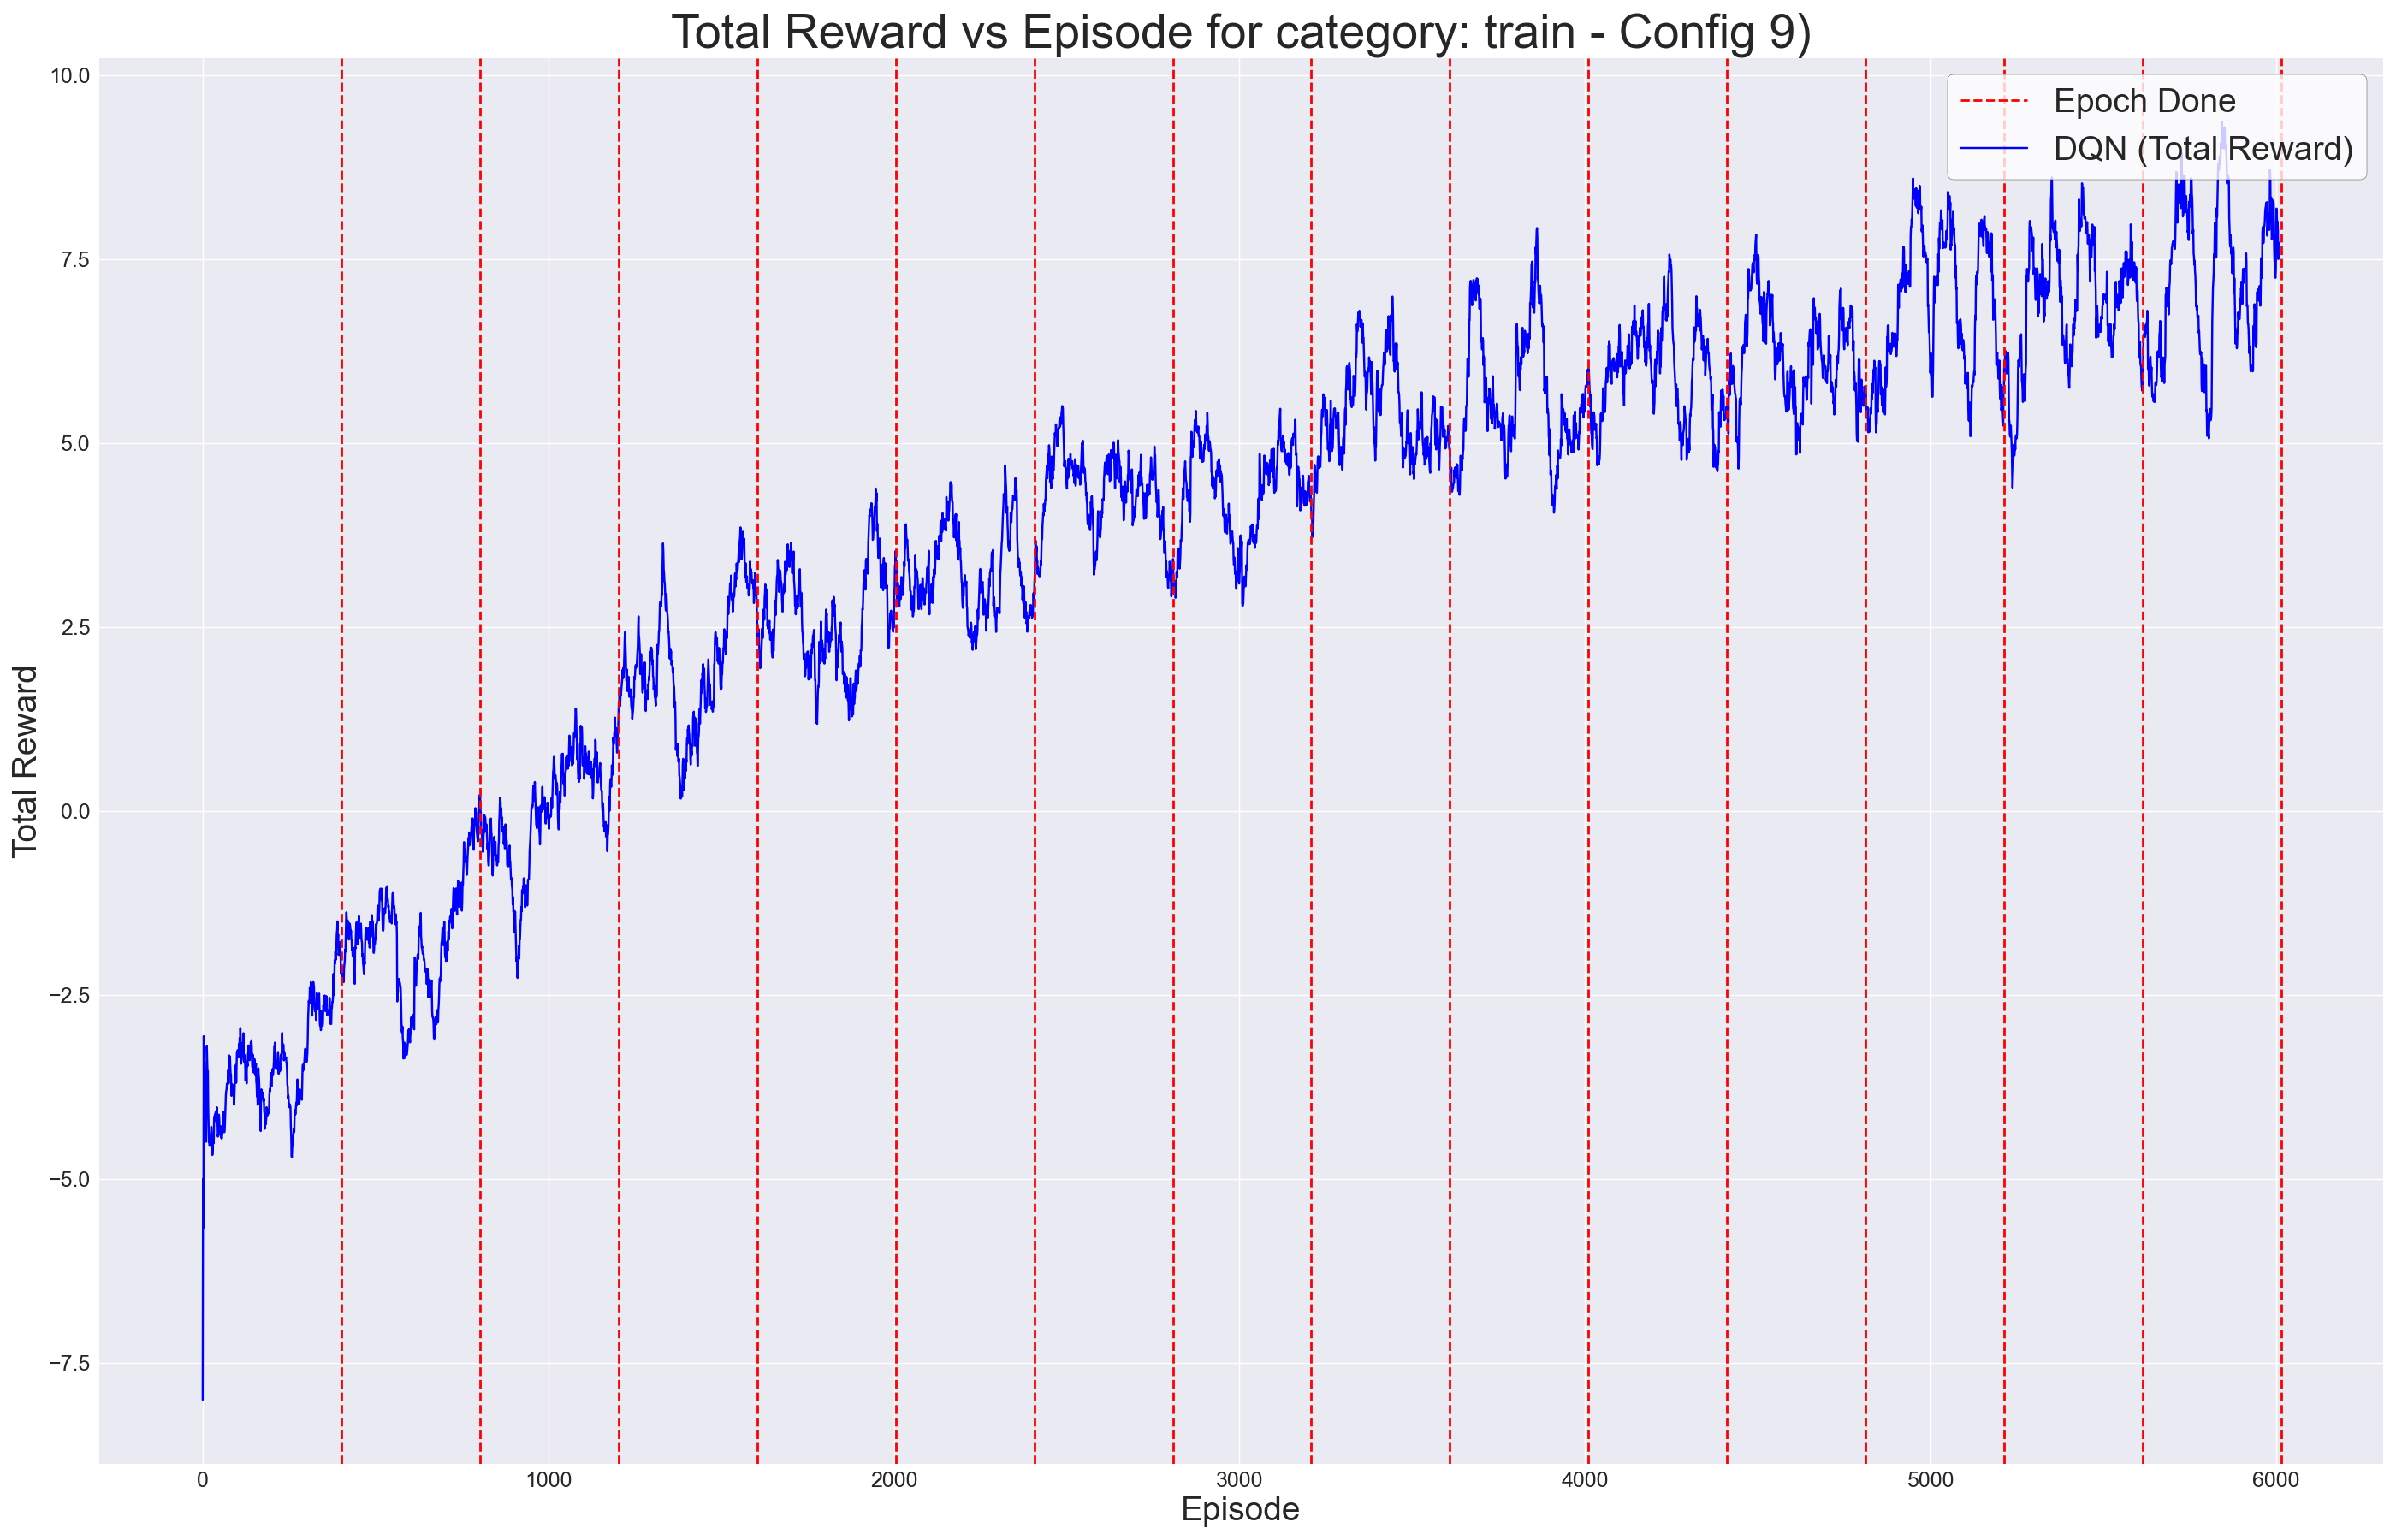 Total Reward vs Episode for category: train - Config 9)
Epoch Done
DQN (Total Reward)
Total Reward
10.0
7.5
5.0
2.5
0.0
−2.5
−5.0
−7.5
0 1000 2000 3000 4000 5000 6000
Episode